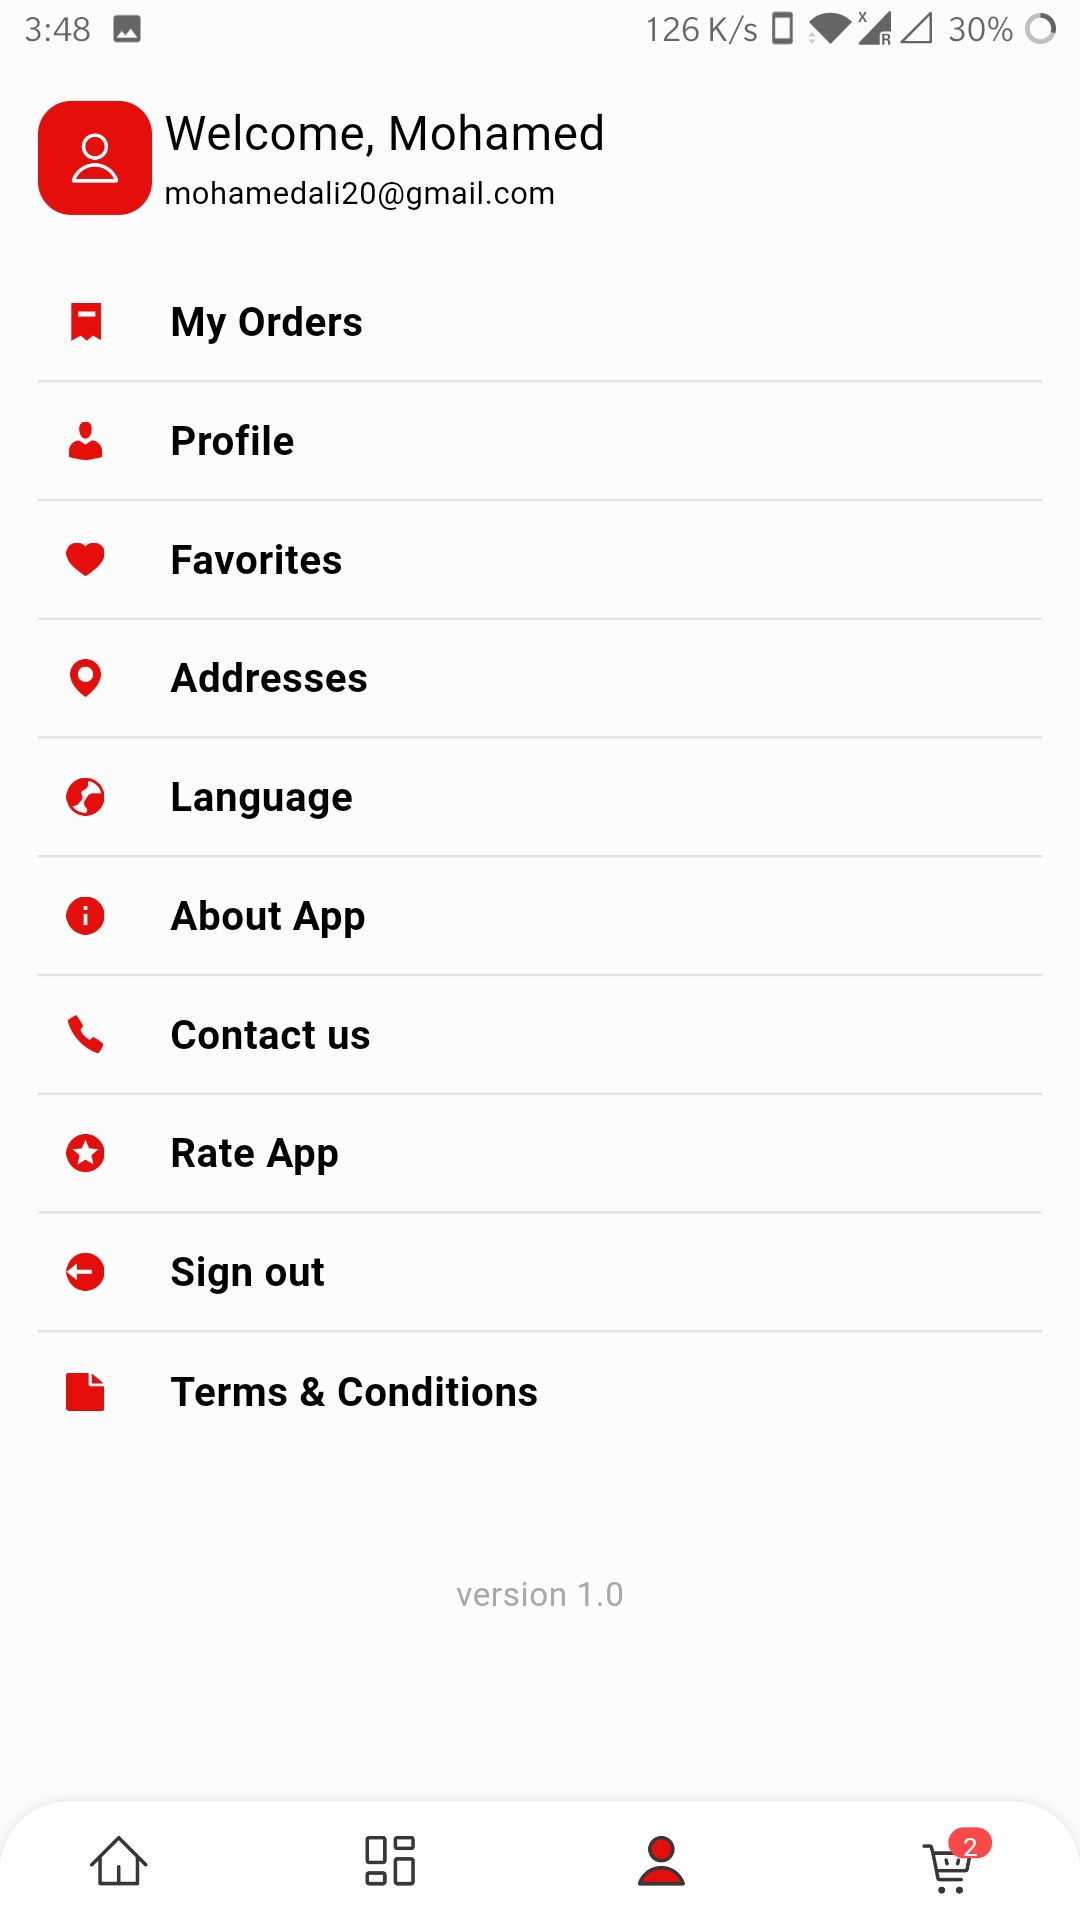 3:48 126 K/s X R 30%
Welcome, Mohamed
mohamedali20@gmail.com
My Orders
Profile
Favorites
Addresses
Language
About App
Contact us
Rate App
Sign out
Terms & Conditions
version 1.0
2